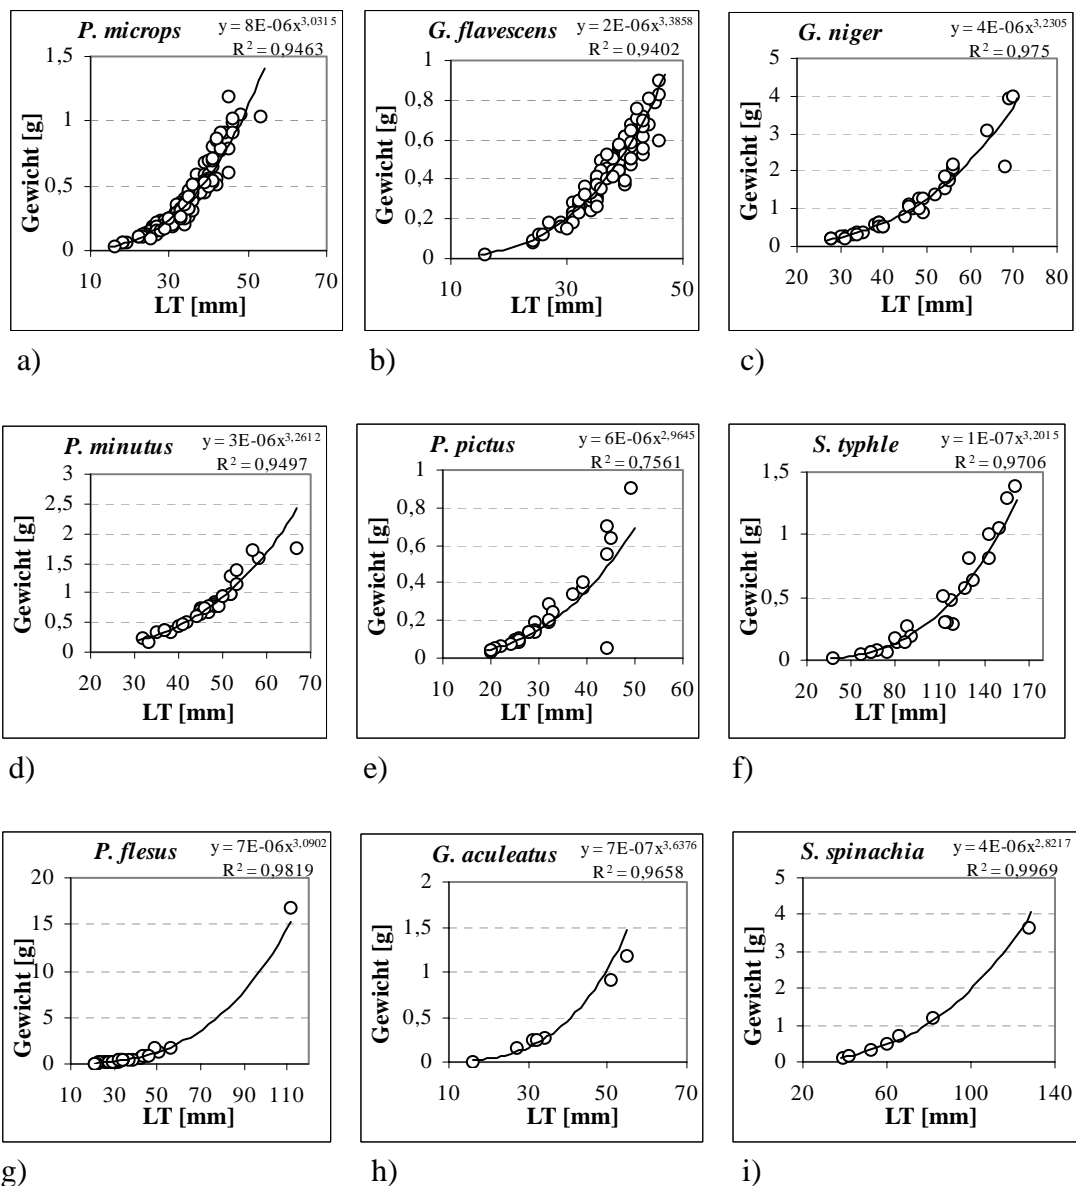 P. microps
y = 8E-06x^3,0315
R² = 0,9463
1,5
1
0,5
0
10 30 50 70
Gewicht [g]
LT [mm]
a)
G. flavescens
y = 2E-06x^3,3858
R² = 0,9402
1
0,8
0,6
0,4
0,2
0
10 30 50
Gewicht [g]
LT [mm]
b)
G. niger
y = 4E-06x^3,2305
R² = 0,975
5
4
3
2
1
0
20 30 40 50 60 70 80
Gewicht [g]
LT [mm]
c)
P. minutus
y = 3E-06x^3,2612
R² = 0,9497
3
2,5
2
1,5
1
0,5
0
20 30 40 50 60 70
Gewicht [g]
LT [mm]
d)
P. pictus
y = 6E-06x^2,9645
R² = 0,7561
1
0,8
0,6
0,4
0,2
0
10 20 30 40 50 60
Gewicht [g]
LT [mm]
e)
S. typhle
y = 1E-07x^3,2015
R² = 0,9706
1,5
1
0,5
0
20 50 80 110 140 170
Gewicht [g]
LT [mm]
f)
P. flesus
y = 7E-06x^3,0902
R² = 0,9819
20
15
10
5
0
10 30 50 70 90 110
Gewicht [g]
LT [mm]
g)
G. aculeatus
y = 7E-07x^3,6376
R² = 0,9658
2
1
0
10 30 50 70
Gewicht [g]
LT [mm]
h)
S. spinachia
y = 4E-06x^2,8217
R² = 0,9969
5
4
3
2
1
0
20 60 100 140
Gewicht [g]
LT [mm]
i)